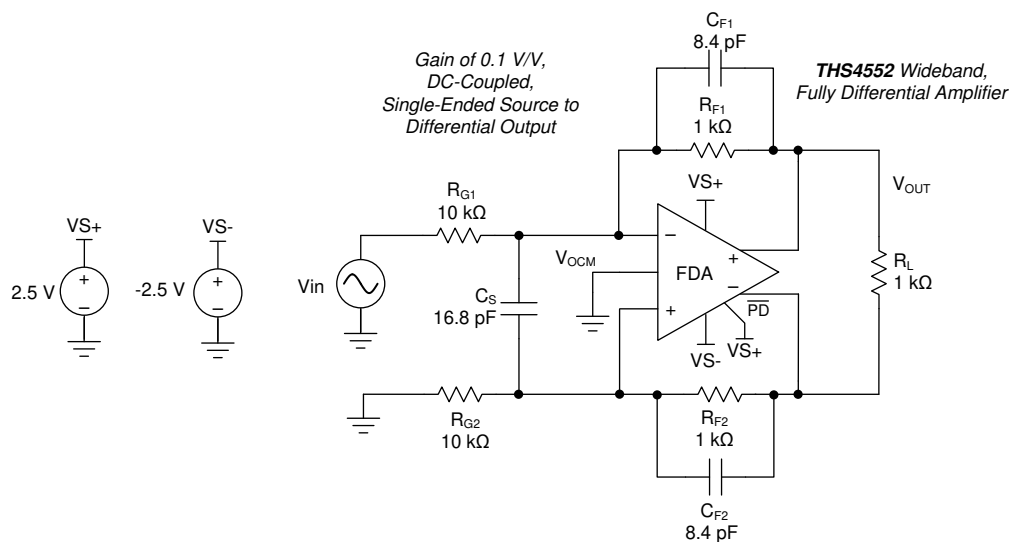 Gain of 0.1 V/V,
DC-Coupled,
Single-Ended Source to
Differential Output
CF1
8.4 pF
THS4552 Wideband,
Fully Differential Amplifier
RF1
1 kΩ
VS+
VOUT
RG1
10 kΩ
VS+
VS-
2.5 V
+
−
-2.5 V
+
−
Vin
VOCM
−
+
FDA
+
−
PD
RL
1 kΩ
CS
16.8 pF
VS-
VS+
RG2
10 kΩ
RF2
1 kΩ
CF2
8.4 pF